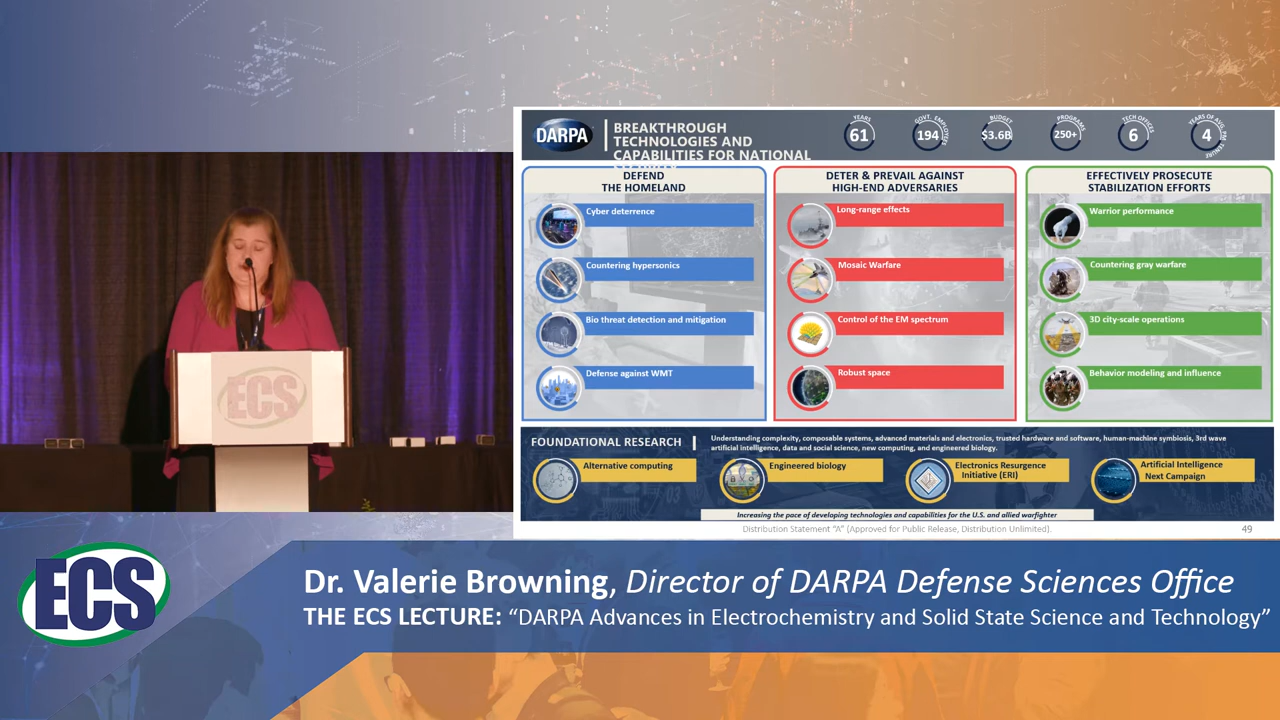 DARPA
BREAKTHROUGH
TECHNOLOGIES AND
CAPABILITIES FOR NATIONAL
YEARS
61
GOVT. EMPLOYEES
194
BUDGET
$3.6B
PROGRAMS
250+
TECH OFFICES
6
YEARS OF AVG. PM TENURE
4
DEFEND
THE HOMELAND
Cyber deterrence
Countering hypersonics
Bio threat detection and mitigation
Defense against WMT
DETER & PREVAIL AGAINST
HIGH-END ADVERSARIES
Long-range effects
Mosaic Warfare
Control of the EM spectrum
Robust space
EFFECTIVELY PROSECUTE
STABILIZATION EFFORTS
Warrior performance
Countering gray warfare
3D city-scale operations
Behavior modeling and influence
FOUNDATIONAL RESEARCH
Understanding complexity, composable systems, advanced materials and electronics, trusted hardware and software, human-machine symbiosis, 3rd wave
artificial intelligence, data and social science, new computing, and engineered biology.
Alternative computing
Engineered biology
Electronics Resurgence
Initiative (ERI)
Artificial Intelligence
Next Campaign
Increasing the pace of developing technologies and capabilities for the U.S. and allied warfighter
Distribution Statement "A" (Approved for Public Release, Distribution Unlimited).
49
ECS
ECS
Dr. Valerie Browning, Director of DARPA Defense Sciences Office
THE ECS LECTURE: “DARPA Advances in Electrochemistry and Solid State Science and Technology”